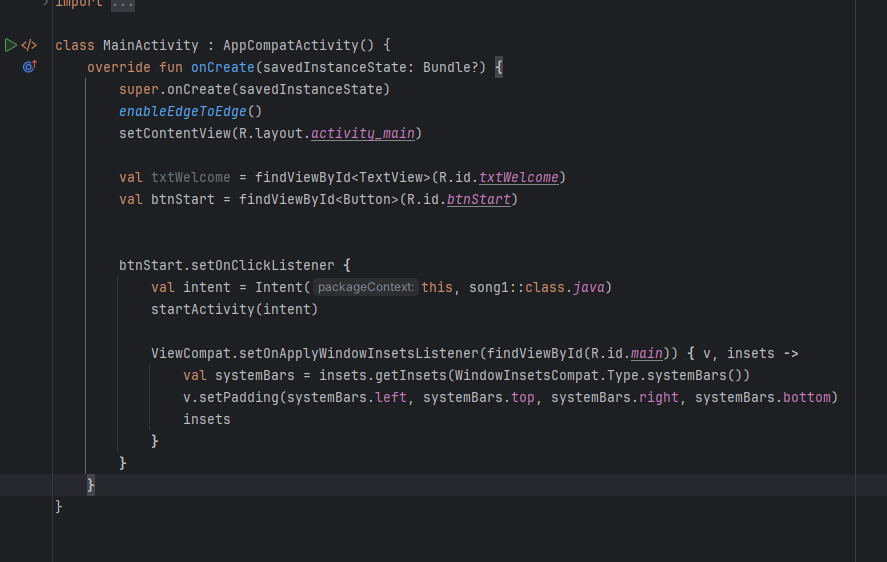 import ...
class MainActivity : AppCompatActivity() {
override fun onCreate(savedInstanceState: Bundle?) {
super.onCreate(savedInstanceState)
enableEdgeToEdge()
setContentView(R.layout.activity_main)
val txtWelcome = findViewById<TextView>(R.id.txtWelcome)
val btnStart = findViewById<Button>(R.id.btnStart)
btnStart.setOnClickListener {
val intent = Intent( packageContext: this, song1::class.java)
startActivity(intent)
ViewCompat.setOnApplyWindowInsetsListener(findViewById(R.id.main)) { v, insets ->
val systemBars = insets.getInsets(WindowInsetsCompat.Type.systemBars())
v.setPadding(systemBars.left, systemBars.top, systemBars.right, systemBars.bottom)
insets
}
}
}
}